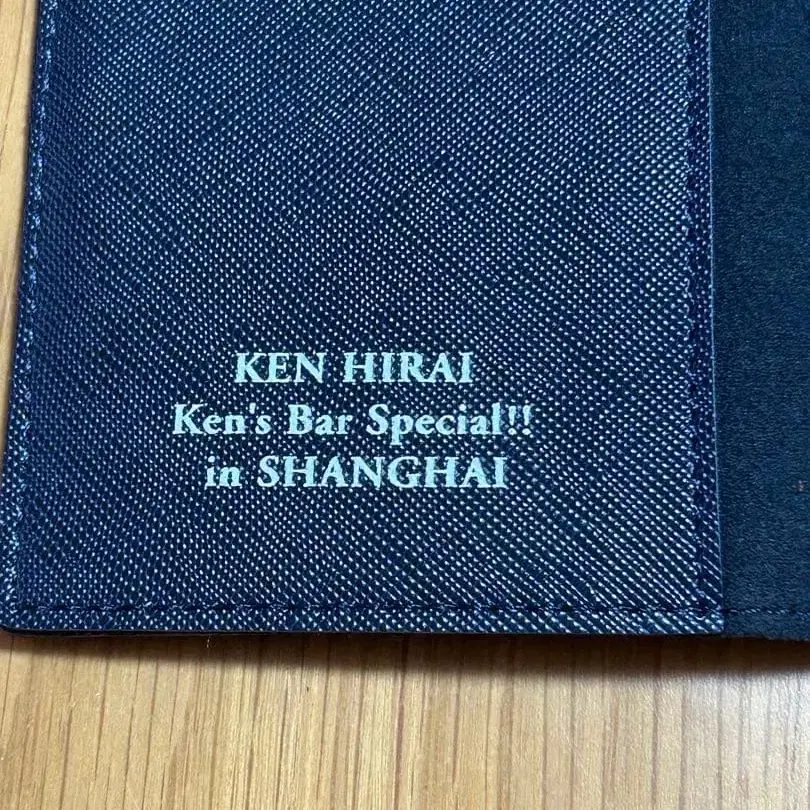 KEN HIRAI
Ken's Bar Special!!
in SHANGHAI